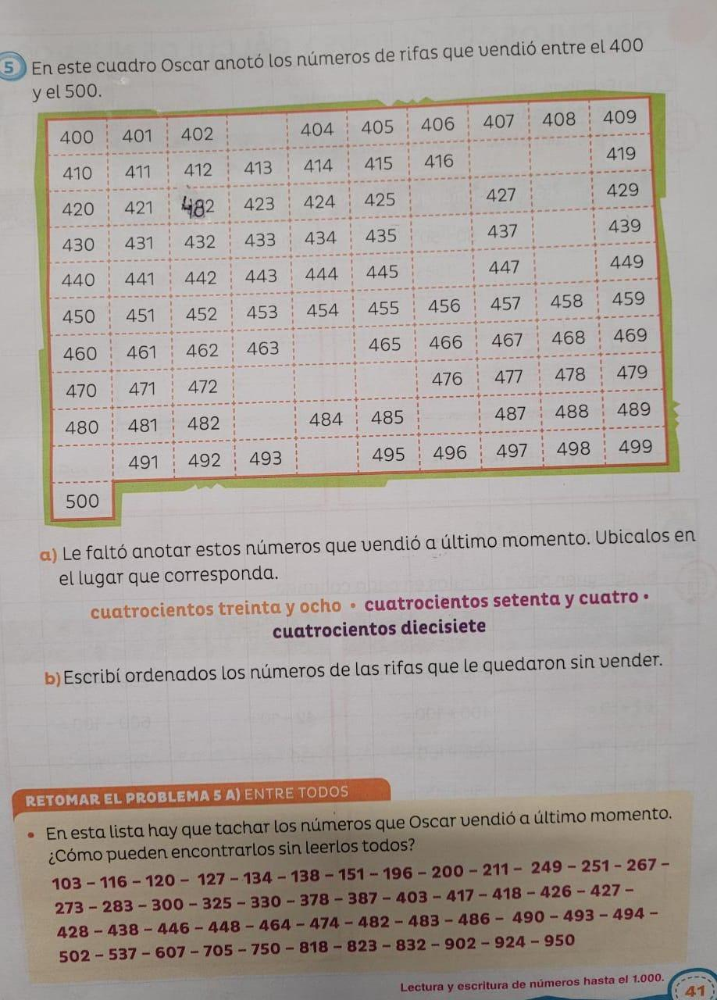 5 En este cuadro Oscar anotó los números de rifas que vendió entre el 400
y el 500.
400 401 402 404 405 406 407 408 409
410 411 412 413 414 415 416 419
420 421 482 423 424 425 427 429
430 431 432 433 434 435 437 439
440 441 442 443 444 445 447 449
450 451 452 453 454 455 456 457 458 459
460 461 462 463 465 466 467 468 469
470 471 472 476 477 478 479
480 481 482 484 485 487 488 489
491 492 493 495 496 497 498 499
500
a) Le faltó anotar estos números que vendió a último momento. Ubicalos en
el lugar que corresponda.
cuatrocientos treinta y ocho • cuatrocientos setenta y cuatro •
cuatrocientos diecisiete
b) Escribí ordenados los números de las rifas que le quedaron sin vender.
RETOMAR EL PROBLEMA 5 A) ENTRE TODOS
• En esta lista hay que tachar los números que Oscar vendió a último momento.
¿Cómo pueden encontrarlos sin leerlos todos?
103 - 116 - 120 - 127 - 134 - 138 - 151 - 196 - 200 - 211 - 249 - 251 - 267 -
273 - 283 - 300 - 325 - 330 - 378 - 387 - 403 - 417 - 418 - 426 - 427 -
428 - 438 - 446 - 448 - 464 - 474 - 482 - 483 - 486 - 490 - 493 - 494 -
502 - 537 - 607 - 705 - 750 - 818 - 823 - 832 - 902 - 924 - 950
Lectura y escritura de números hasta el 1.000.
41